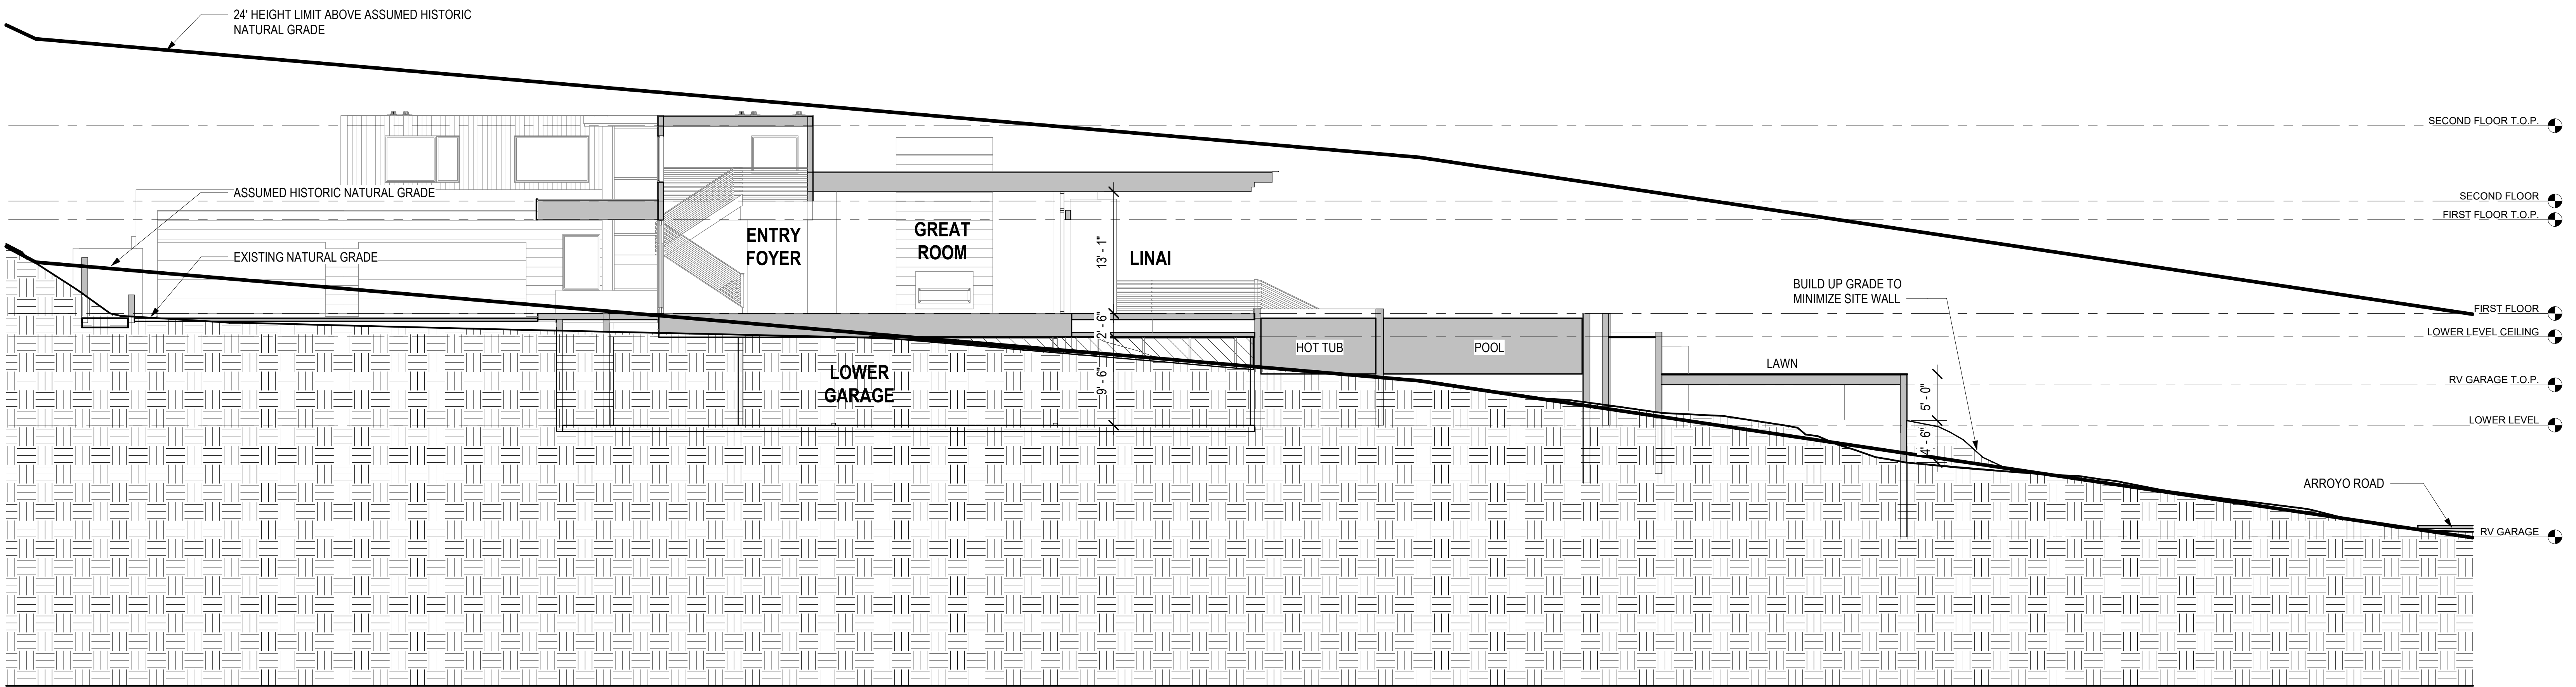 24' HEIGHT LIMIT ABOVE ASSUMED HISTORIC
NATURAL GRADE
SECOND FLOOR T.O.P.
ASSUMED HISTORIC NATURAL GRADE
SECOND FLOOR
FIRST FLOOR T.O.P.
EXISTING NATURAL GRADE
ENTRY
FOYER
GREAT
ROOM
13' - 1"
LINAI
BUILD UP GRADE TO
MINIMIZE SITE WALL
FIRST FLOOR
2' - 6"
LOWER LEVEL CEILING
HOT TUB
POOL
LAWN
LOWER
GARAGE
9' - 6"
RV GARAGE T.O.P.
5' - 0"
LOWER LEVEL
4' - 6"
ARROYO ROAD
RV GARAGE